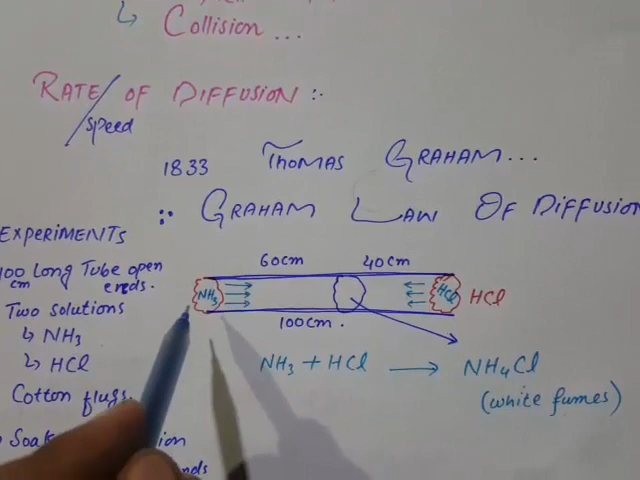 ↳ Collision ...
RATE/ OF DIFFUSION :-
speed
1833 THOMAS GRAHAM...
:- GRAHAM LAW OF DIFFUSION
EXPERIMENTS
100 cm Long Tube open ends.
Two solutions
↳ NH3
↳ HCl
Cotton flugs.
60cm 40cm
NH3 HCl HCl
100cm.
NH3 + HCl → NH4Cl
(white fumes)